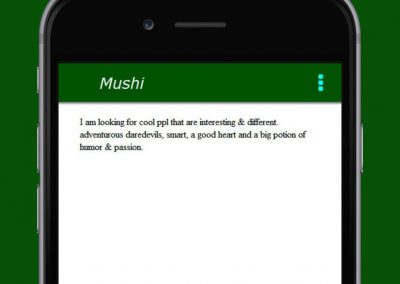 Mushi
I am looking for cool ppl that are interesting & different.
adventurous daredevils, smart, a good heart and a big potion of
humor & passion.